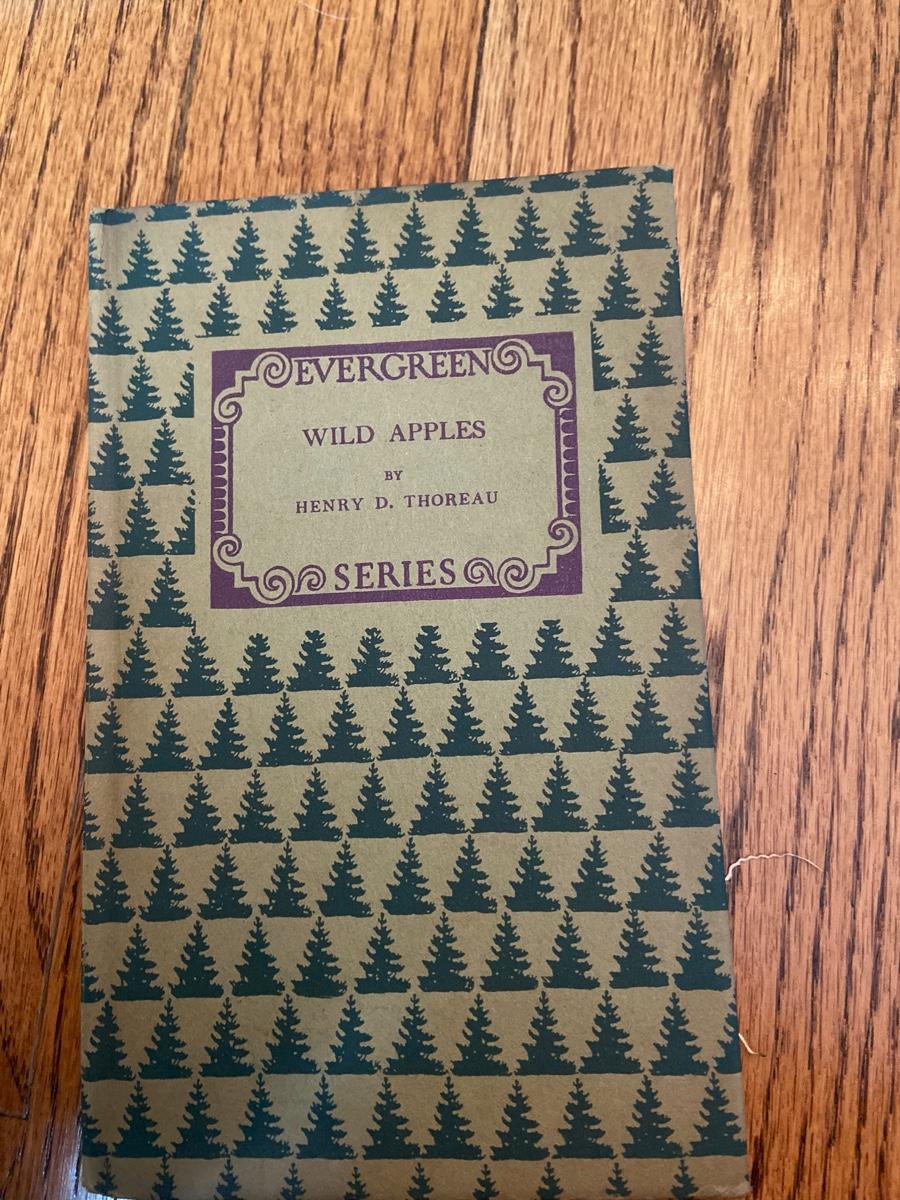 EVERGREEN
WILD APPLES
BY
HENRY D. THOREAU
SERIES